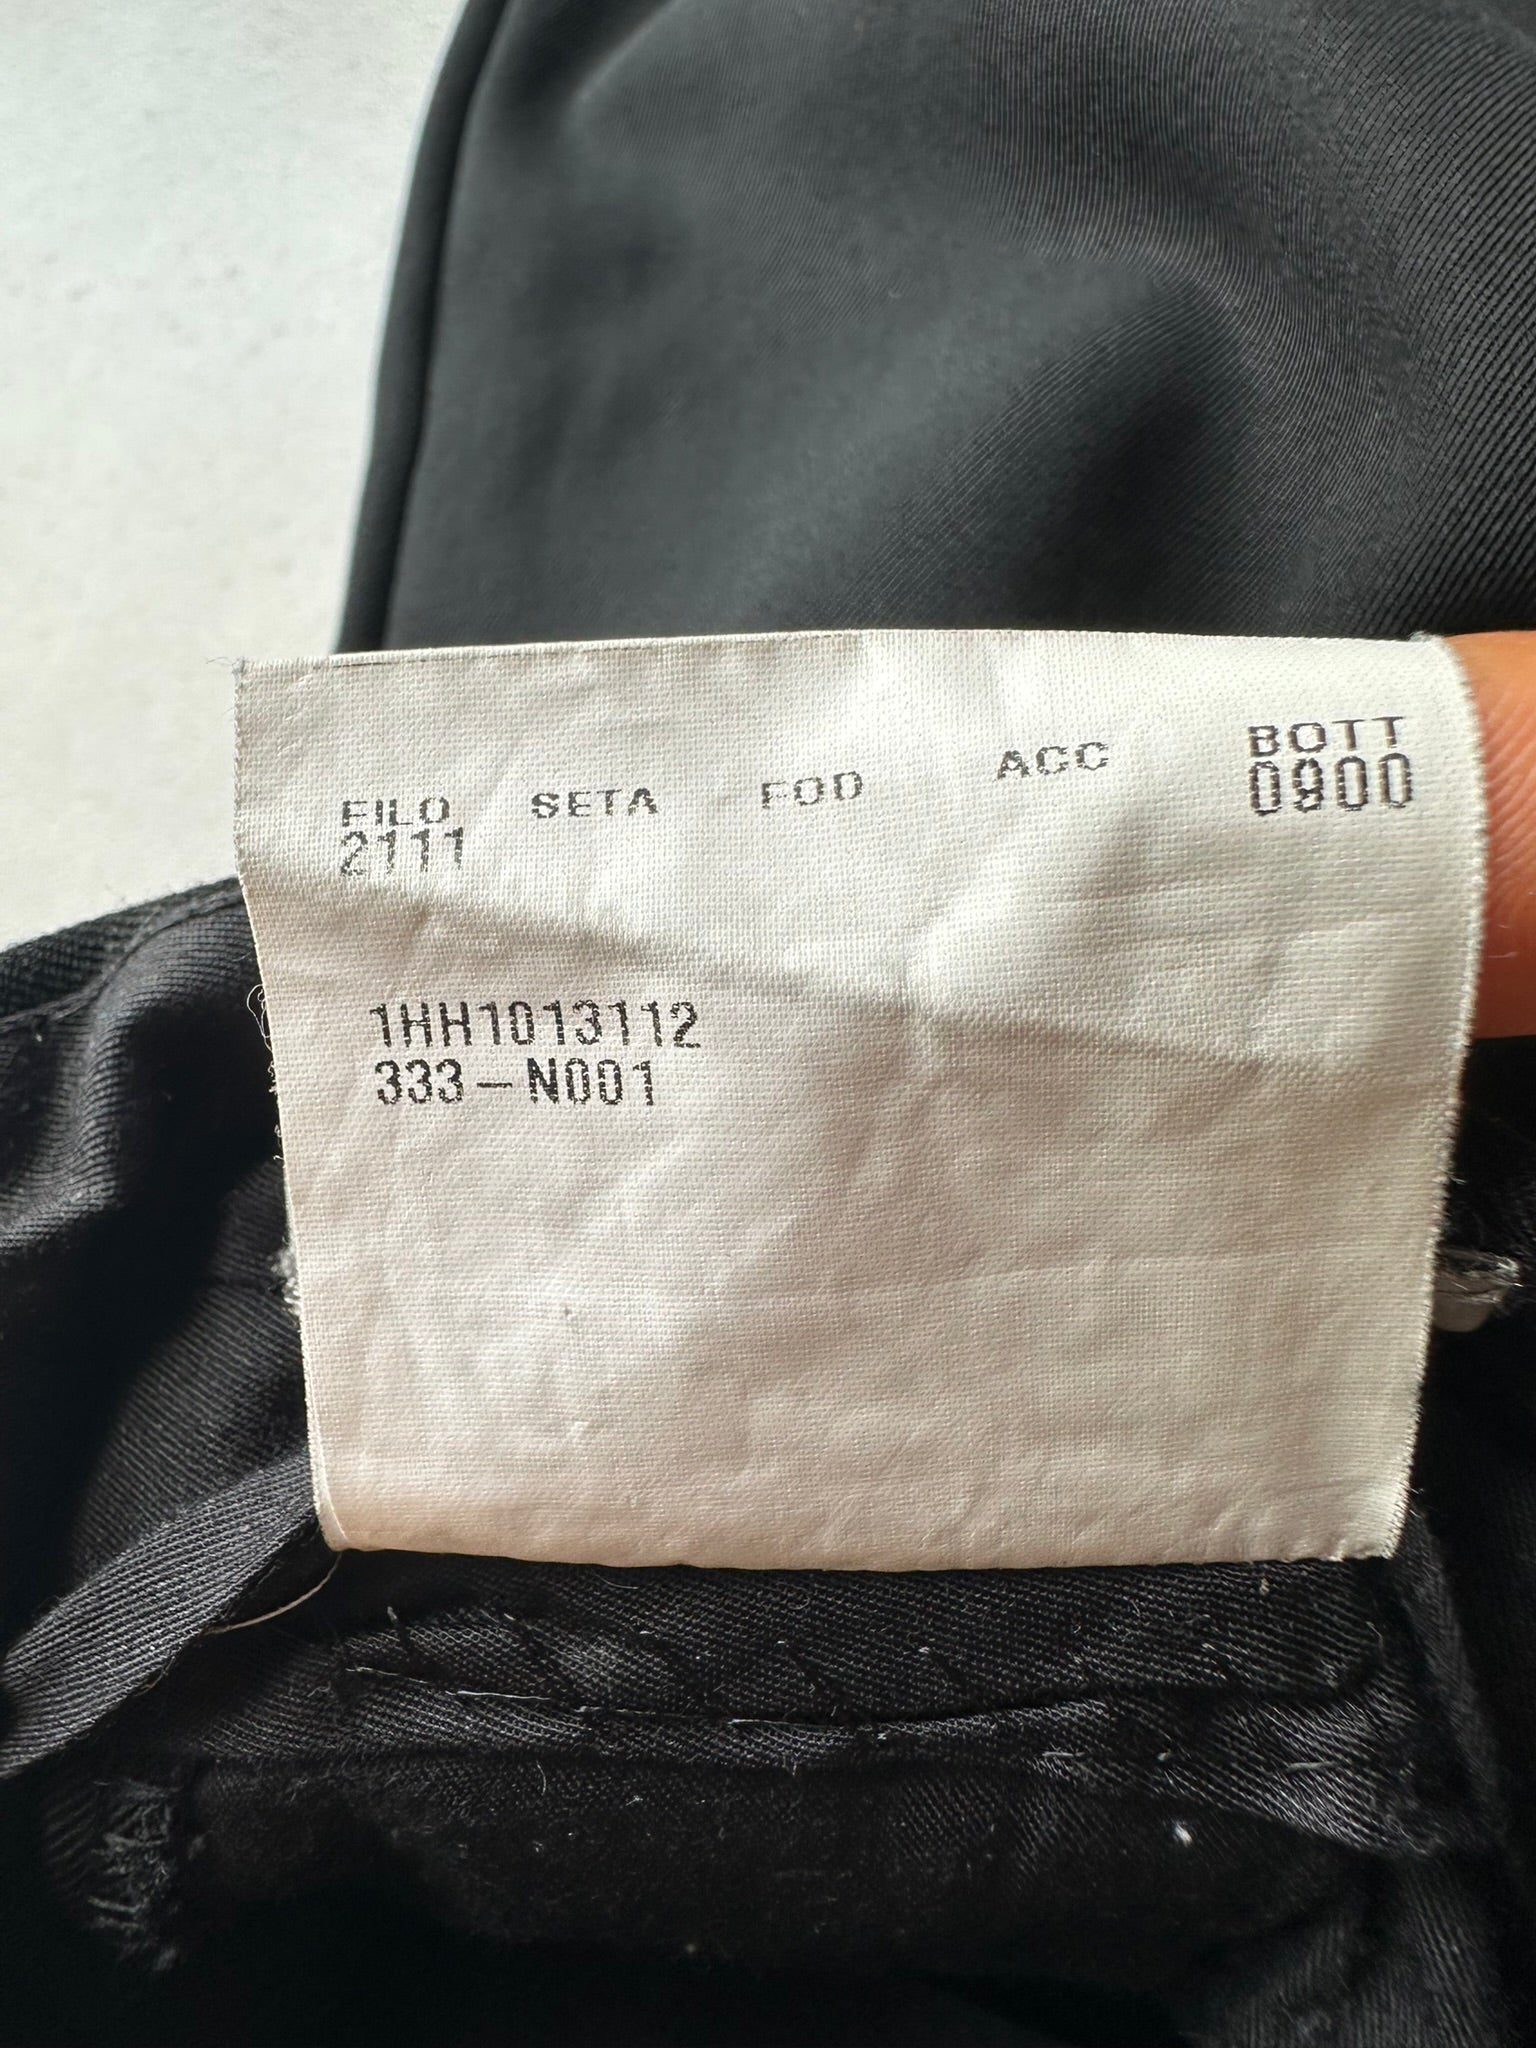 FILO SETA FOD ACC BOTT
2111 0900
1HH1013112
333-N001